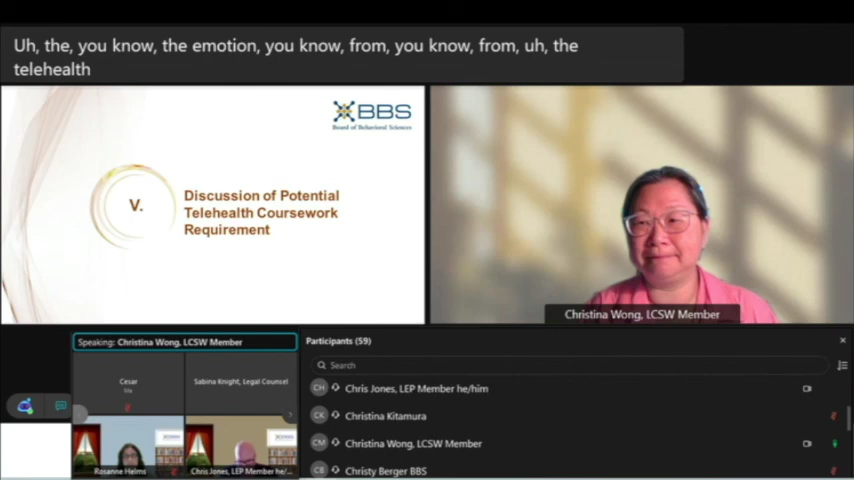 Uh, the, you know, the emotion, you know, from, you know, from, uh, the
telehealth
BBS
Board of Behavioral Sciences
V.
Discussion of Potential
Telehealth Coursework
Requirement
Christina Wong, LCSW Member
Speaking: Christina Wong, LCSW Member
Cesar
Me
Sabina Knight, Legal Counsel
Rosanne Helms
Chris Jones, LEP Member he/...
Participants (59)
Search
CH Chris Jones, LEP Member he/him
CK Christina Kitamura
CM Christina Wong, LCSW Member
CB Christy Berger BBS